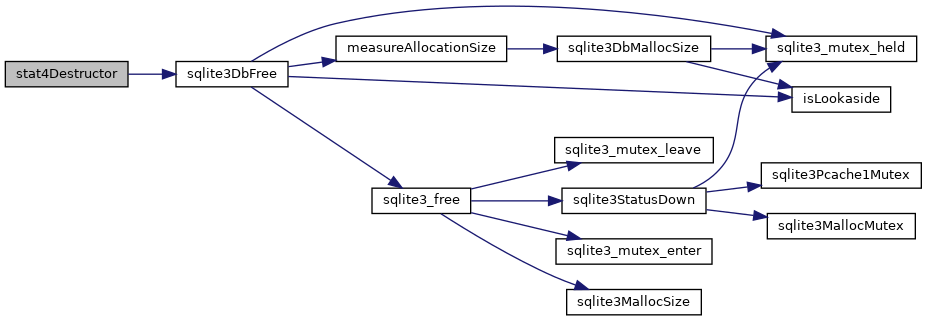 stat4Destructor
sqlite3DbFree
measureAllocationSize
sqlite3DbMallocSize
sqlite3_mutex_held
isLookaside
sqlite3_free
sqlite3_mutex_leave
sqlite3StatusDown
sqlite3_mutex_enter
sqlite3MallocSize
sqlite3Pcache1Mutex
sqlite3MallocMutex